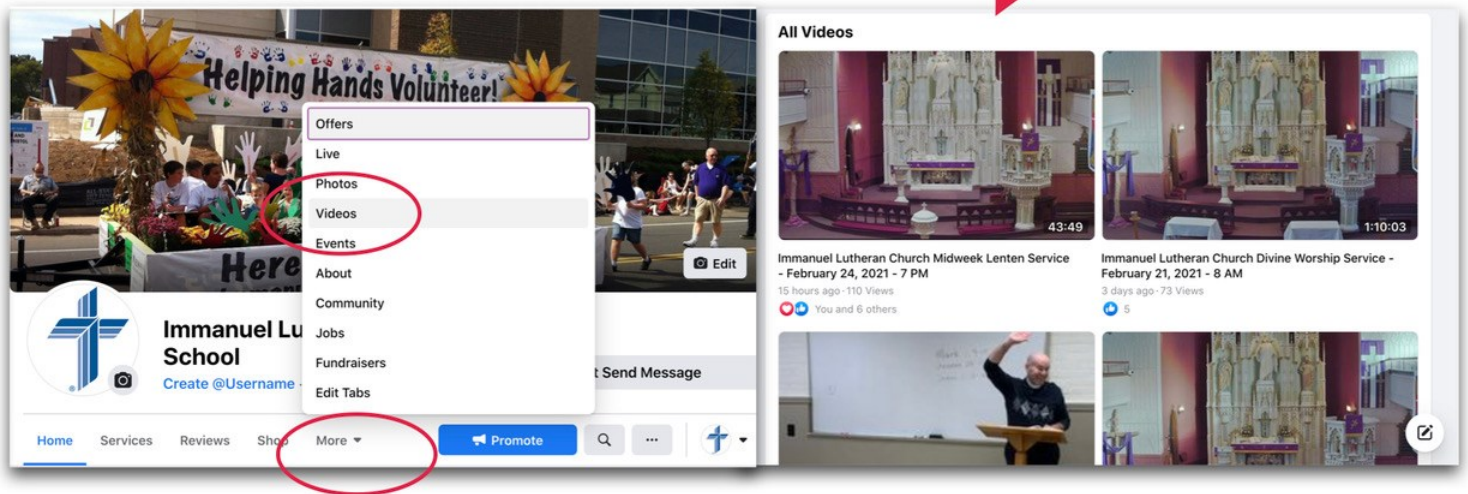 Helping Hands Volunteer!
Offers
Live
Photos
Videos
Events
About
Community
Jobs
Fundraisers
Edit Tabs
Here
Edit
Immanuel Lu
School
Create @Username -
t Send Message
Home Services Reviews Shop More
Promote
All Videos
43:49
1:10:03
Immanuel Lutheran Church Midweek Lenten Service
- February 24, 2021 - 7 PM
15 hours ago · 110 Views
You and 6 others
Immanuel Lutheran Church Divine Worship Service -
February 21, 2021 - 8 AM
3 days ago · 73 Views
5